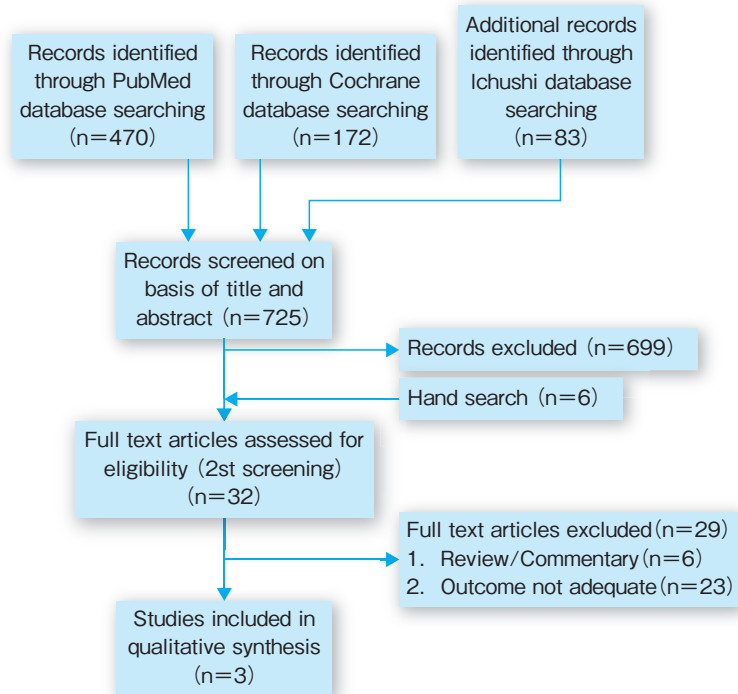 Records identified
through PubMed
database searching
(n=470)
Records identified
through Cochrane
database searching
(n=172)
Additional records
identified through
Ichushi database
searching
(n=83)
Records screened on
basis of title and
abstract (n=725)
Records excluded (n=699)
Hand search (n=6)
Full text articles assessed for
eligibility (2st screening)
(n=32)
Full text articles excluded(n=29)
1. Review/Commentary(n=6)
2. Outcome not adequate(n=23)
Studies included in
qualitative synthesis
(n=3)